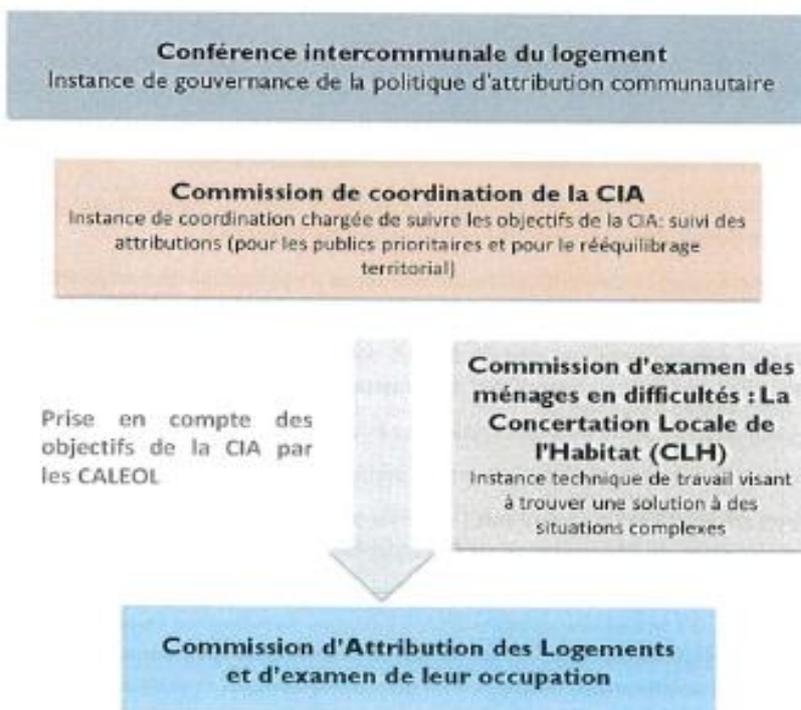 Conférence intercommunale du logement
Instance de gouvernance de la politique d'attribution communautaire
Commission de coordination de la CIA
Instance de coordination chargée de suivre les objectifs de la CIA: suivi des
attributions (pour les publics prioritaires et pour le rééquilibrage
territorial)
Prise en compte des
objectifs de la CIA par
les CALEOL
Commission d'examen des
ménages en difficultés : La
Concertation Locale de
l'Habitat (CLH)
Instance technique de travail visant
à trouver une solution à des
situations complexes
Commission d'Attribution des Logements
et d'examen de leur occupation